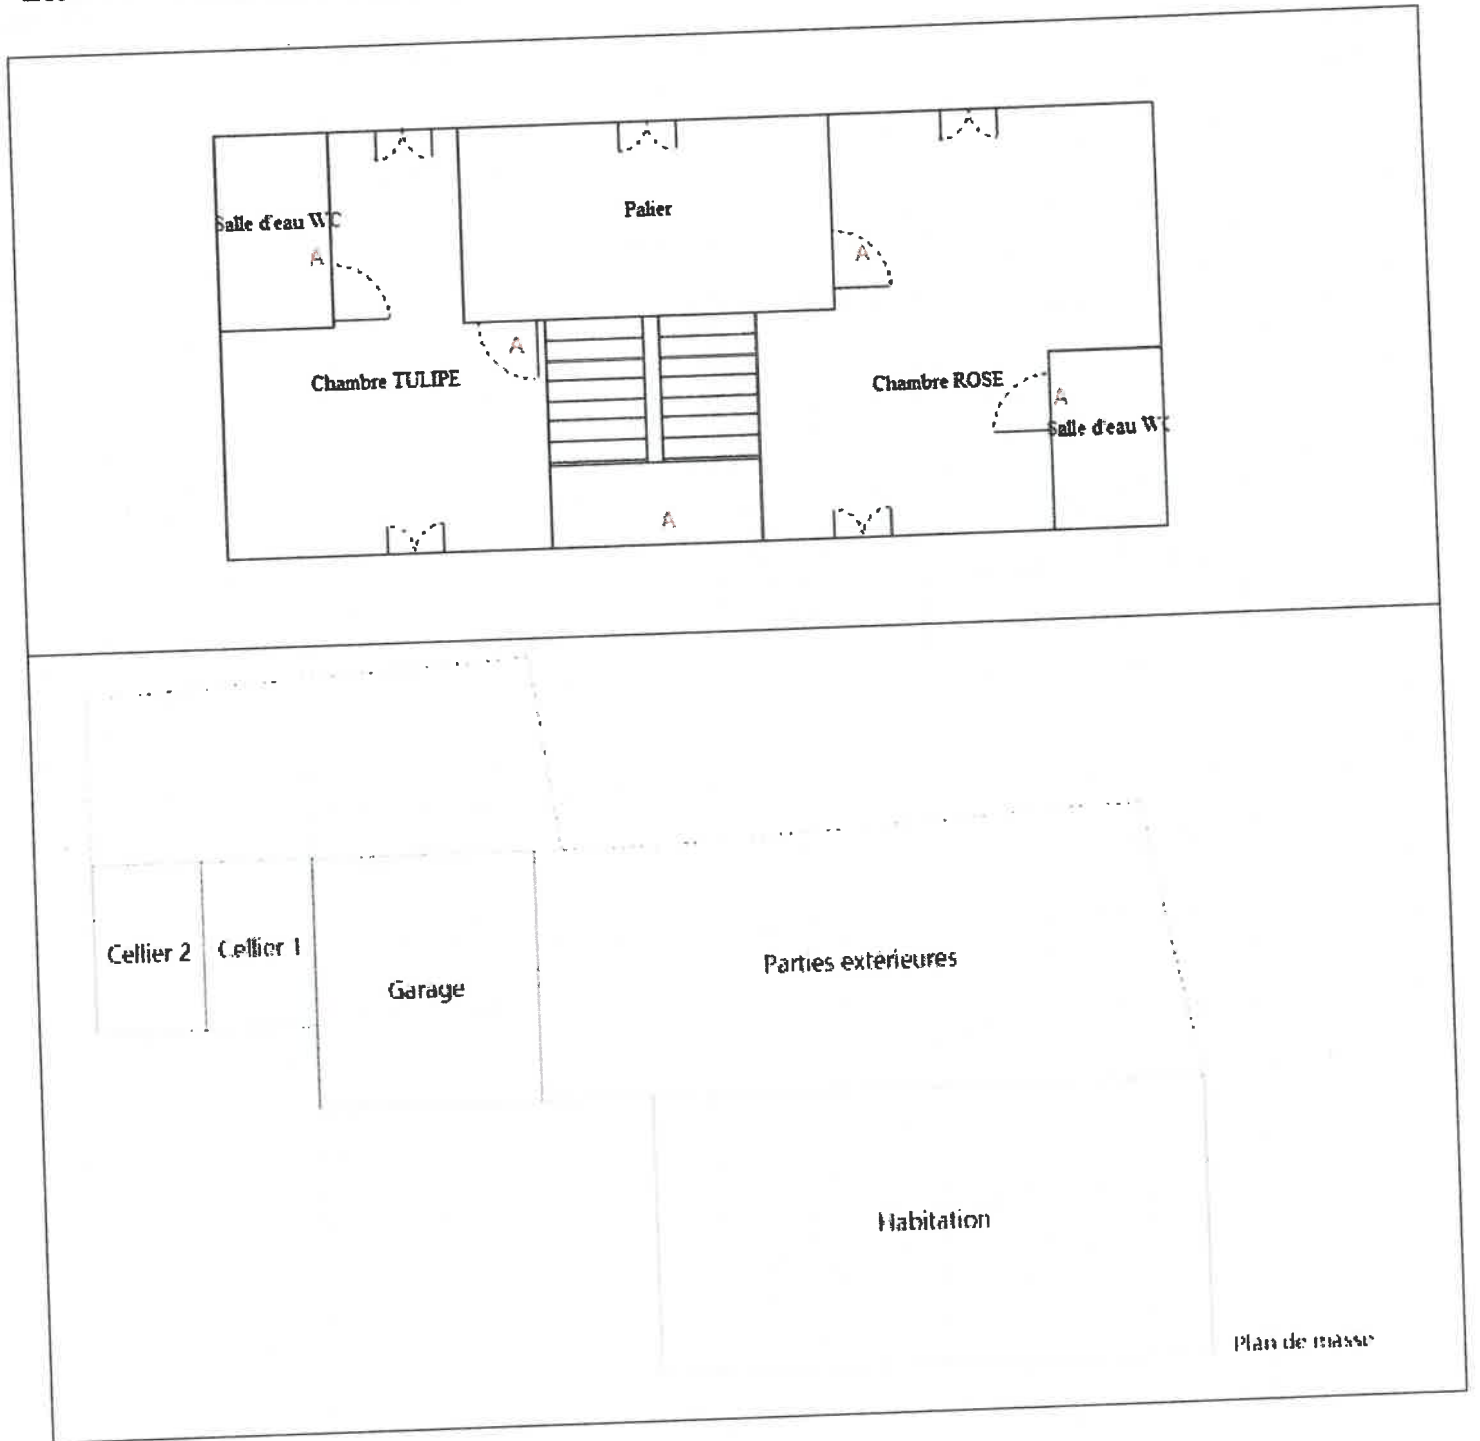 Salle d'eau WC
Palier
A
A
A
Chambre TULIPE
Chambre ROSE
A
Salle d'eau WC
A
Cellier 2
Cellier 1
Garage
Parties extérieures
Habitation
Plan de masse